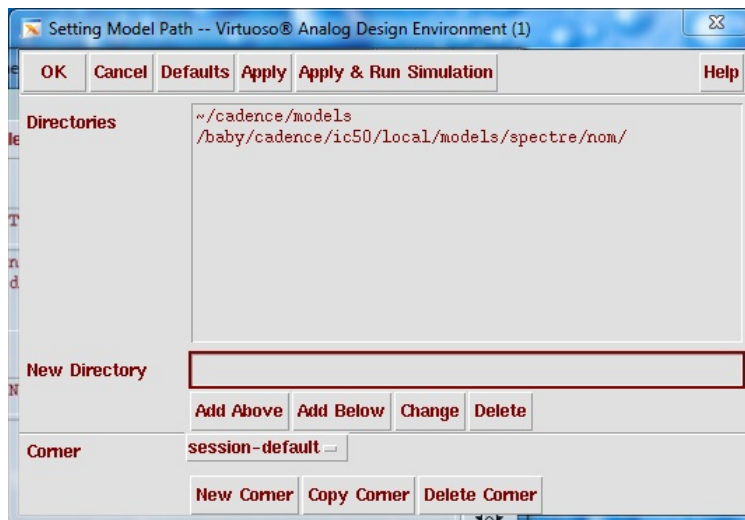 Setting Model Path -- Virtuoso® Analog Design Environment (1)
OK Cancel Defaults Apply Apply & Run Simulation Help
Directories
~/cadence/models
/baby/cadence/ic50/local/models/spectre/nom/
New Directory
Add Above Add Below Change Delete
Corner session-default
New Corner Copy Corner Delete Corner